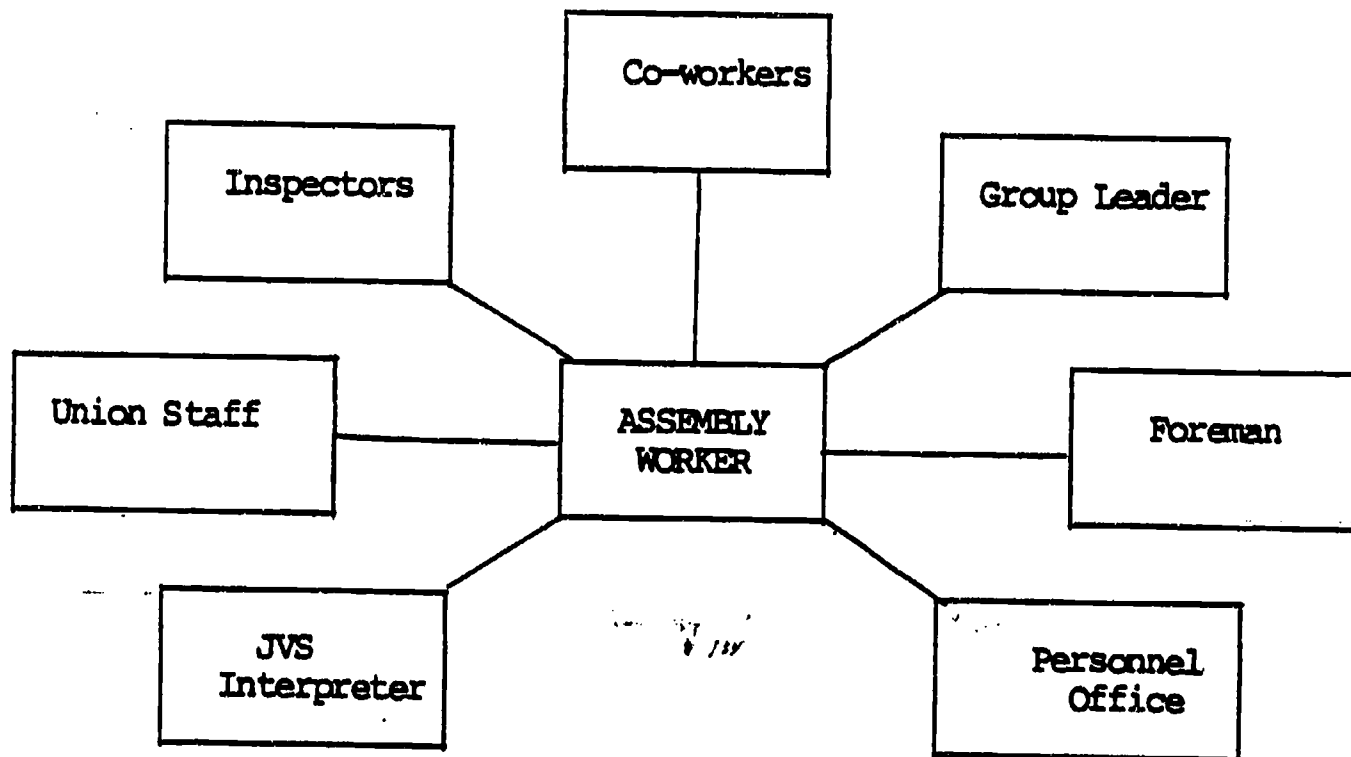 Co-workers
Inspectors
Group Leader
Union Staff
ASSEMBLY
WORKER
Foreman
JVS
Interpreter
Personnel
Office